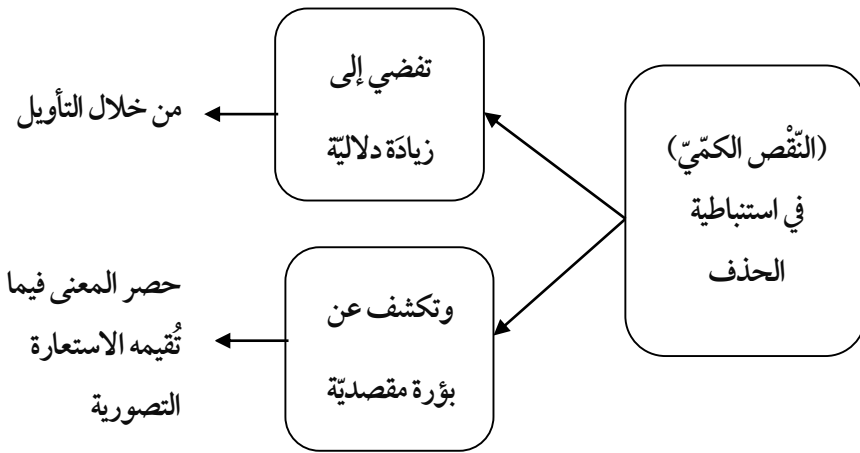 (النّقْص الكمّيّ)
في استنباطية
الحذف
تفضي إلى
زيادَة دلاليّة
من خلال التأويل
وتكشف عن
بؤرة مقصديّة
حصر المعنى فيما
تُقيمه الاستعارة
التصورية